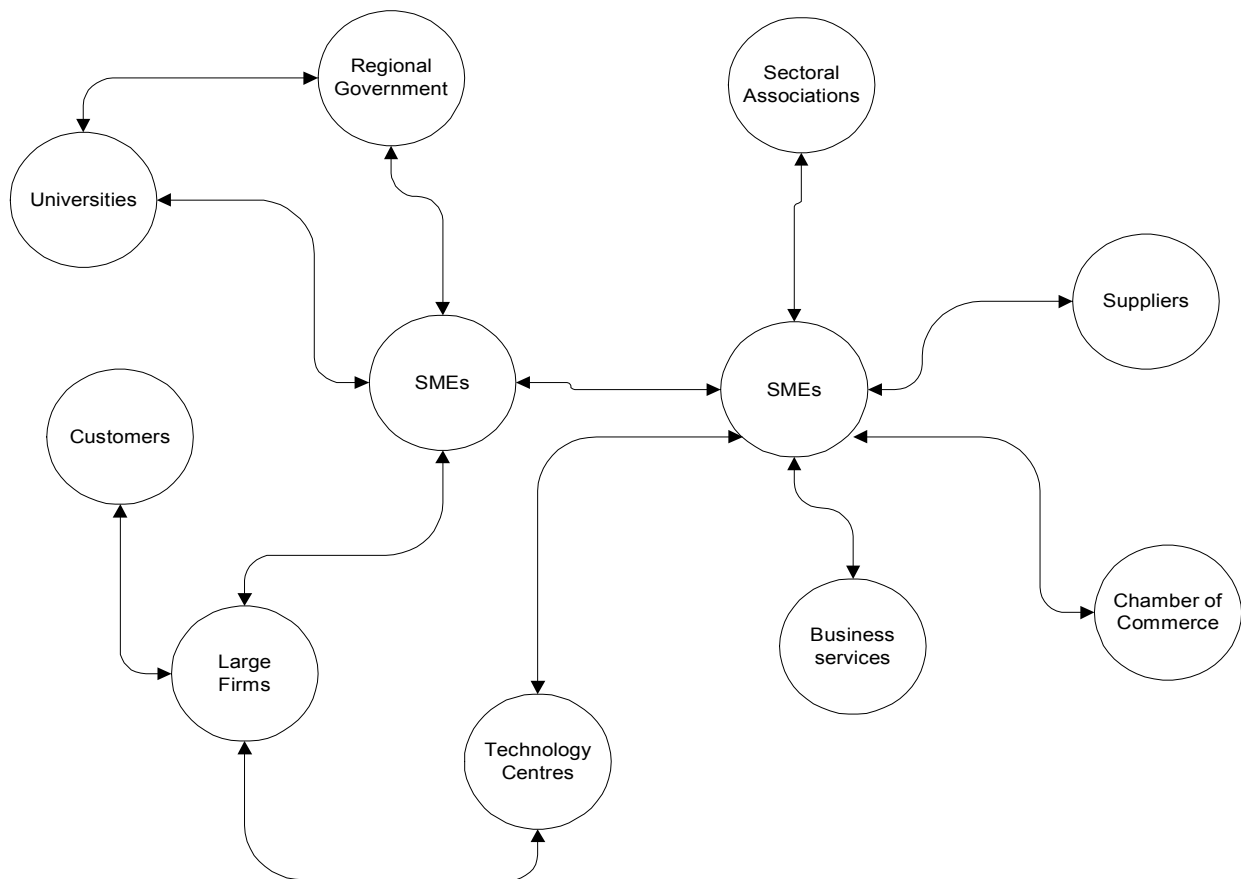 Regional
Government
Sectoral
Associations
Universities
Suppliers
SMEs
SMEs
Customers
Chamber of
Commerce
Business
services
Large
Firms
Technology
Centres